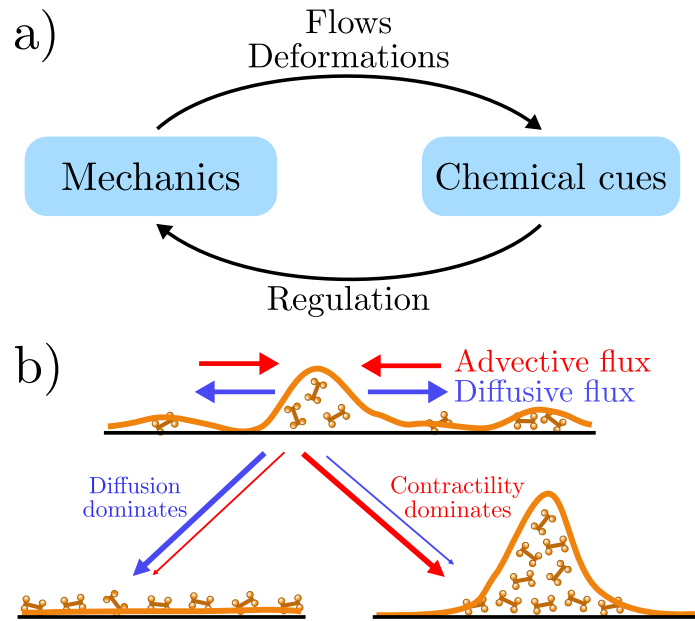 a)
Flows
Deformations
Mechanics
Chemical cues
Regulation
b)
Advective flux
Diffusive flux
Diffusion
dominates
Contractility
dominates